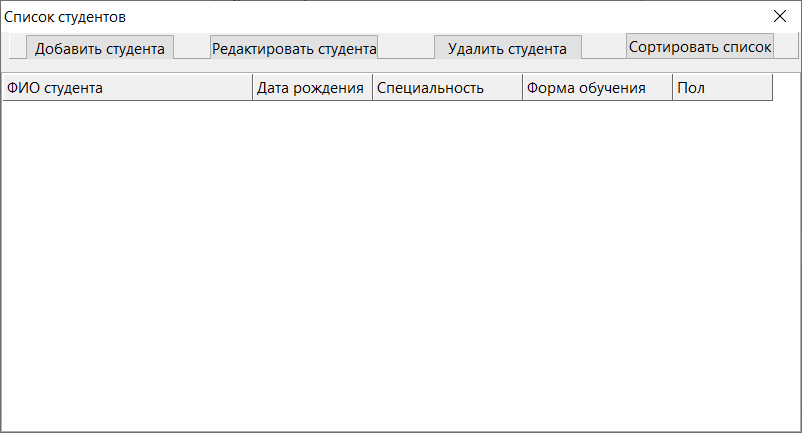 Список студентов
Добавить студента Редактировать студента Удалить студента Сортировать список
ФИО студента Дата рождения Специальность Форма обучения Пол